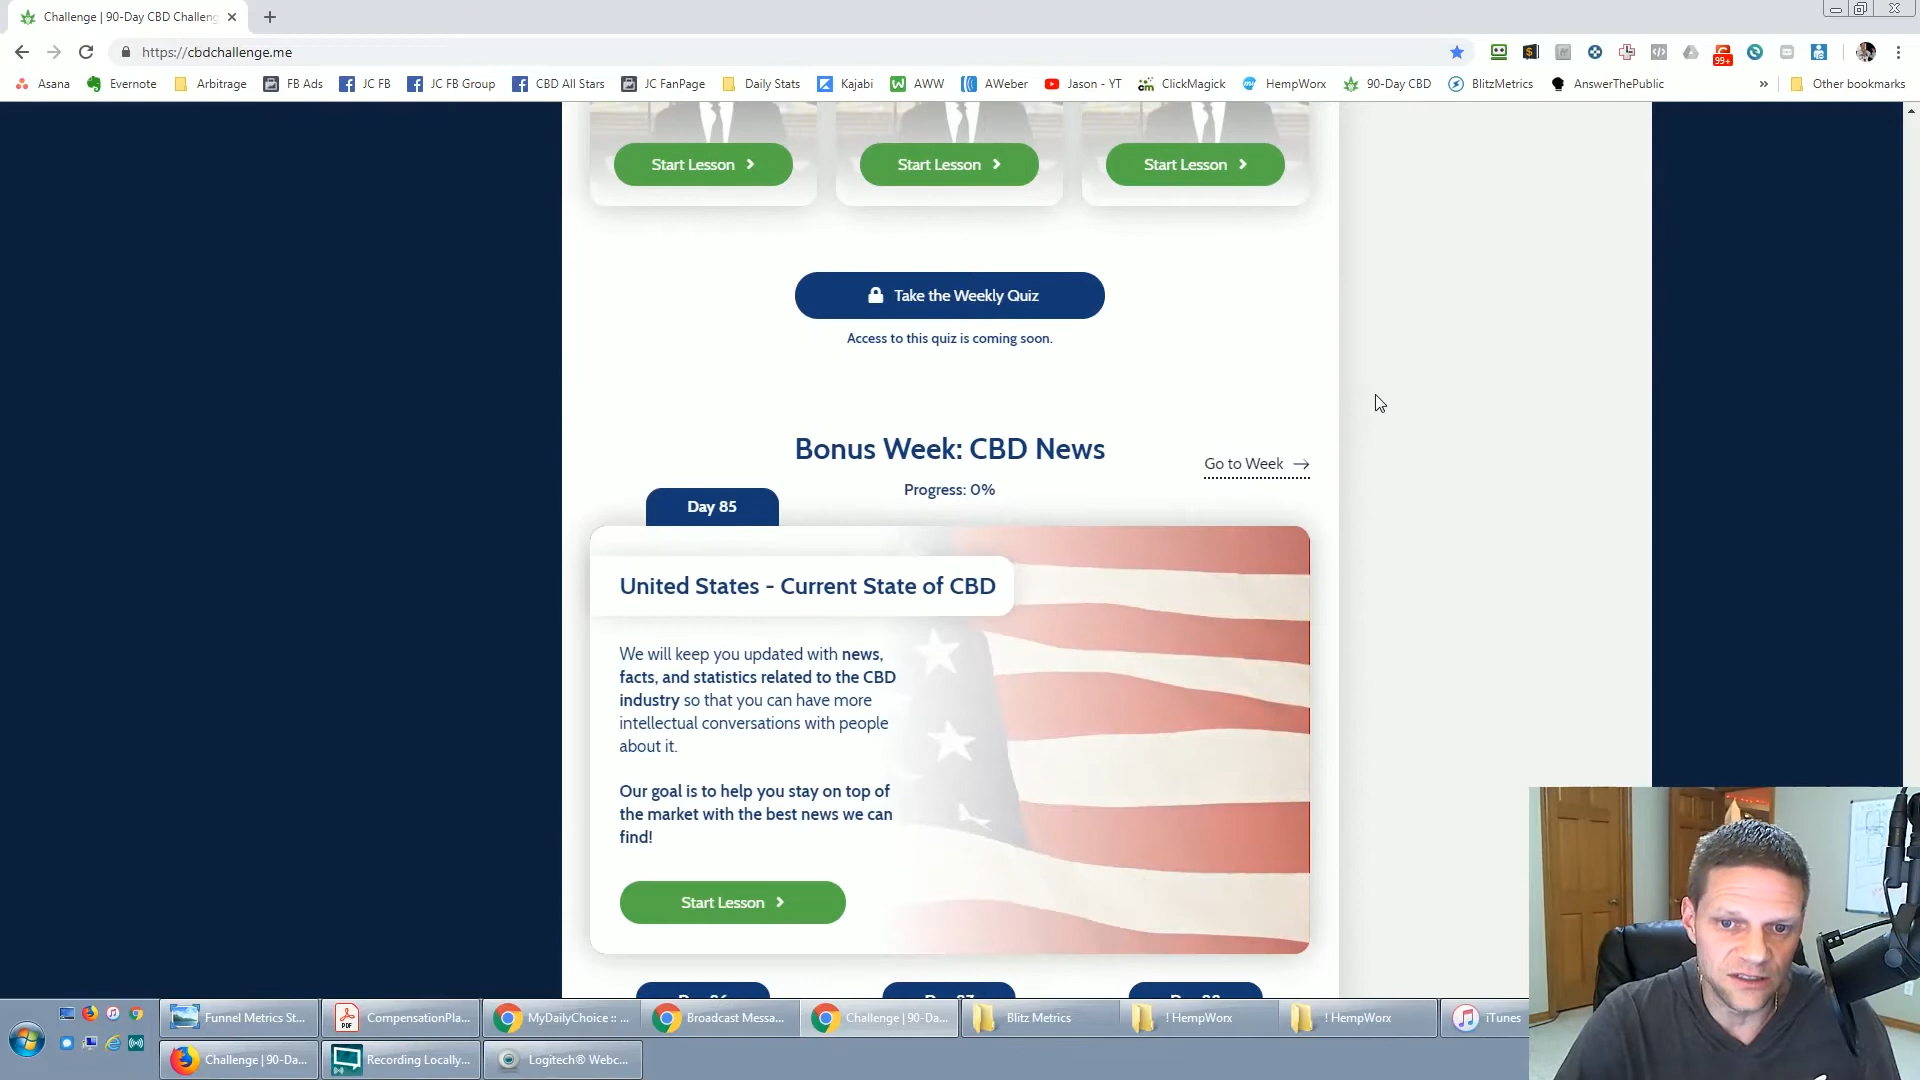 Challenge | 90-Day CBD Challeng
https://cbdchallenge.me
99+
Asana Evernote Arbitrage FB Ads JC FB JC FB Group CBD All Stars JC FanPage Daily Stats Kajabi AWW AWeber Jason - YT ClickMagick HempWorx 90-Day CBD BlitzMetrics AnswerThePublic » Other bookmarks
Start Lesson Start Lesson Start Lesson
Take the Weekly Quiz
Access to this quiz is coming soon.
Bonus Week: CBD News
Go to Week
Progress: 0%
Day 85
United States - Current State of CBD
We will keep you updated with news,
facts, and statistics related to the CBD
industry so that you can have more
intellectual conversations with people
about it.
Our goal is to help you stay on top of
the market with the best news we can
find!
Start Lesson
Day 86 Day 87 Day 88
Funnel Metrics St... CompensationPla... MyDailyChoice :: ... Broadcast Messa... Challenge | 90-Da... Blitz Metrics ! HempWorx ! HempWorx iTunes
Challenge | 90-Da... Recording Locally... Logitech® Webc...